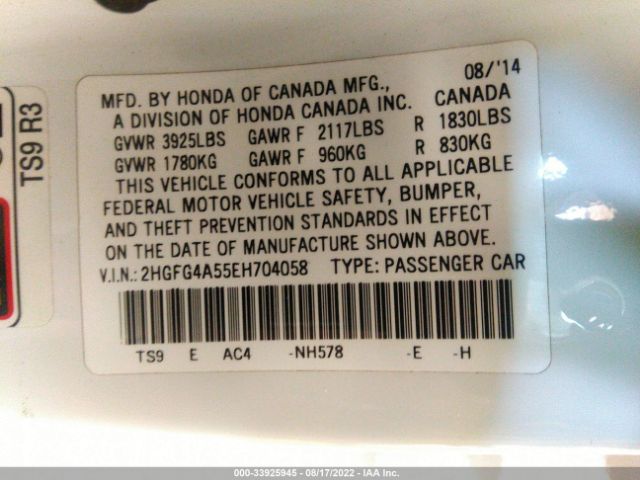 08/'14
MFD. BY HONDA OF CANADA MFG.,
A DIVISION OF HONDA CANADA INC. CANADA
GVWR 3925LBS GAWR F 2117LBS R 1830LBS
GVWR 1780KG GAWR F 960KG R 830KG
THIS VEHICLE CONFORMS TO ALL APPLICABLE
FEDERAL MOTOR VEHICLE SAFETY, BUMPER,
AND THEFT PREVENTION STANDARDS IN EFFECT
ON THE DATE OF MANUFACTURE SHOWN ABOVE.
V.I.N.: 2HGFG4A55EH704058 TYPE: PASSENGER CAR
TS9 E AC4 -NH578 -E -H
TS9 R3
000-33925945 - 08/17/2022 - IAA Inc.